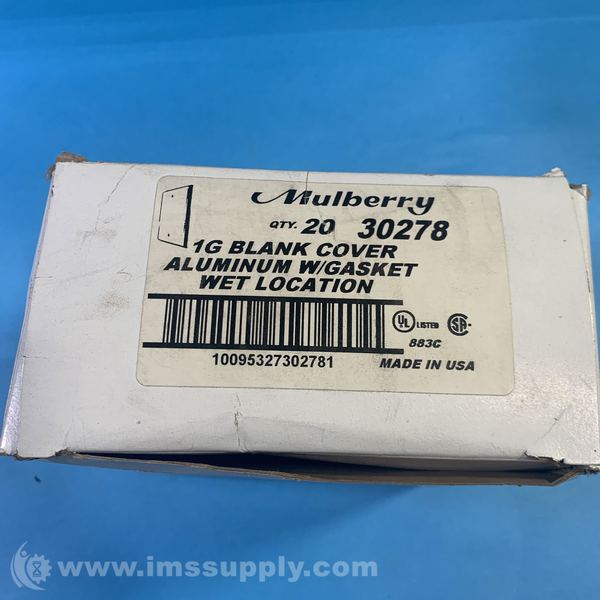 Mulberry
QTY. 20 30278
1G BLANK COVER
ALUMINUM W/GASKET
WET LOCATION
UL LISTED SA
883C
10095327302781 MADE IN USA
www.imssupply.com